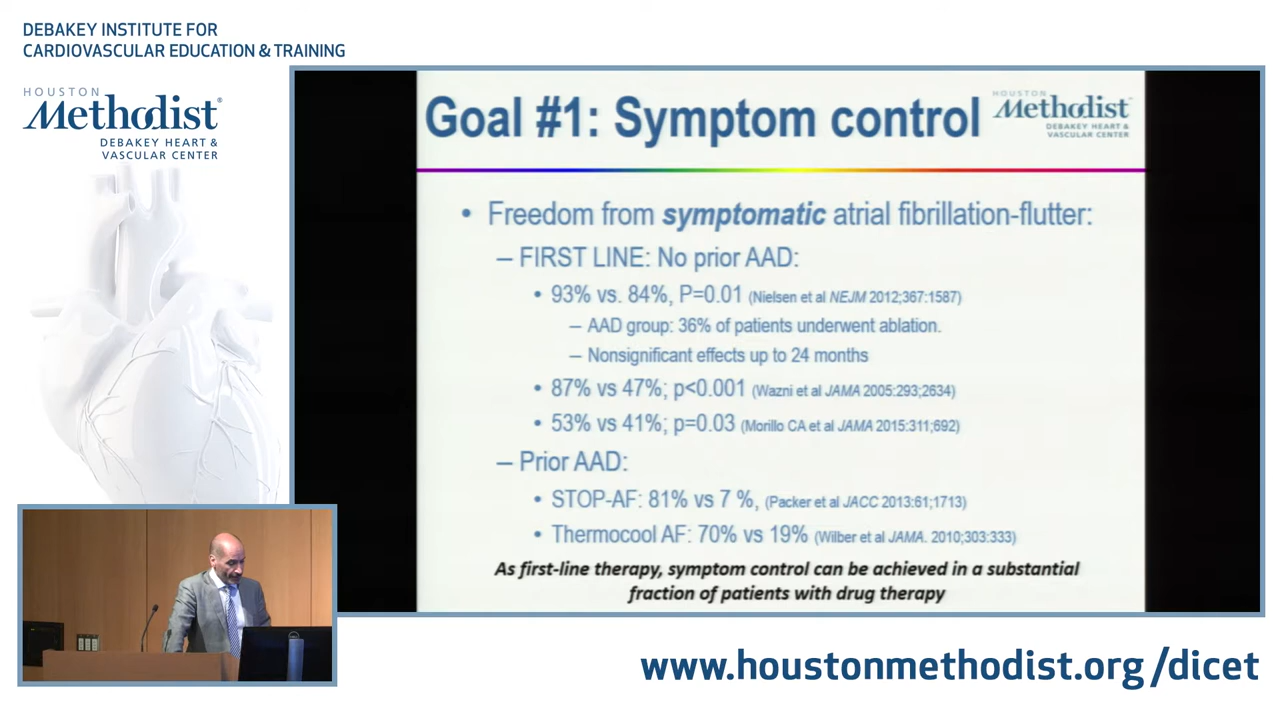 DEBAKEY INSTITUTE FOR
CARDIOVASCULAR EDUCATION & TRAINING
HOUSTON
Methodist®
DEBAKEY HEART &
VASCULAR CENTER
Goal #1: Symptom control
HOUSTON
Methodist
DEBAKEY HEART &
VASCULAR CENTER
• Freedom from symptomatic atrial fibrillation-flutter:
– FIRST LINE: No prior AAD:
• 93% vs. 84%, P=0.01 (Nielsen et al NEJM 2012;367:1587)
– AAD group: 36% of patients underwent ablation.
– Nonsignificant effects up to 24 months
• 87% vs 47%; p<0.001 (Wazni et al JAMA 2005:293;2634)
• 53% vs 41%; p=0.03 (Morillo CA et al JAMA 2015:311;692)
– Prior AAD:
• STOP-AF: 81% vs 7 %, (Packer et al JACC 2013:61;1713)
• Thermocool AF: 70% vs 19% (Wilber et al JAMA. 2010;303:333)
As first-line therapy, symptom control can be achieved in a substantial
fraction of patients with drug therapy
www.houstonmethodist.org /dicet